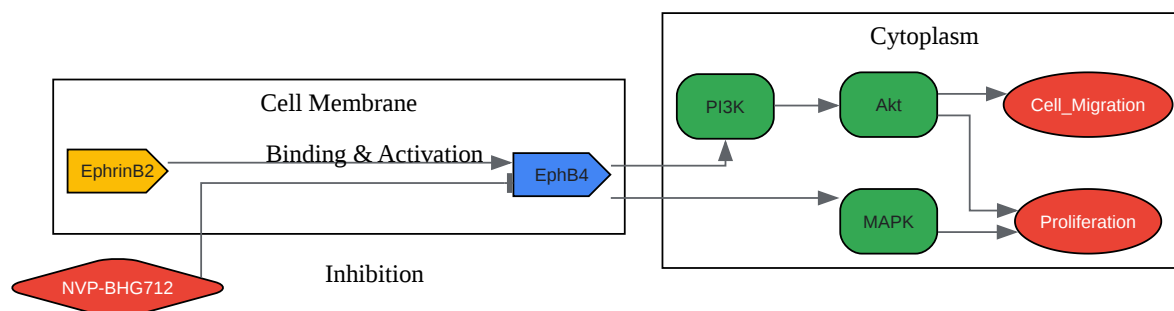 Cytoplasm
Cell Membrane
PI3K
Akt
Cell_Migration
Binding & Activation
EphrinB2
EphB4
MAPK
Proliferation
Inhibition
NVP-BHG712